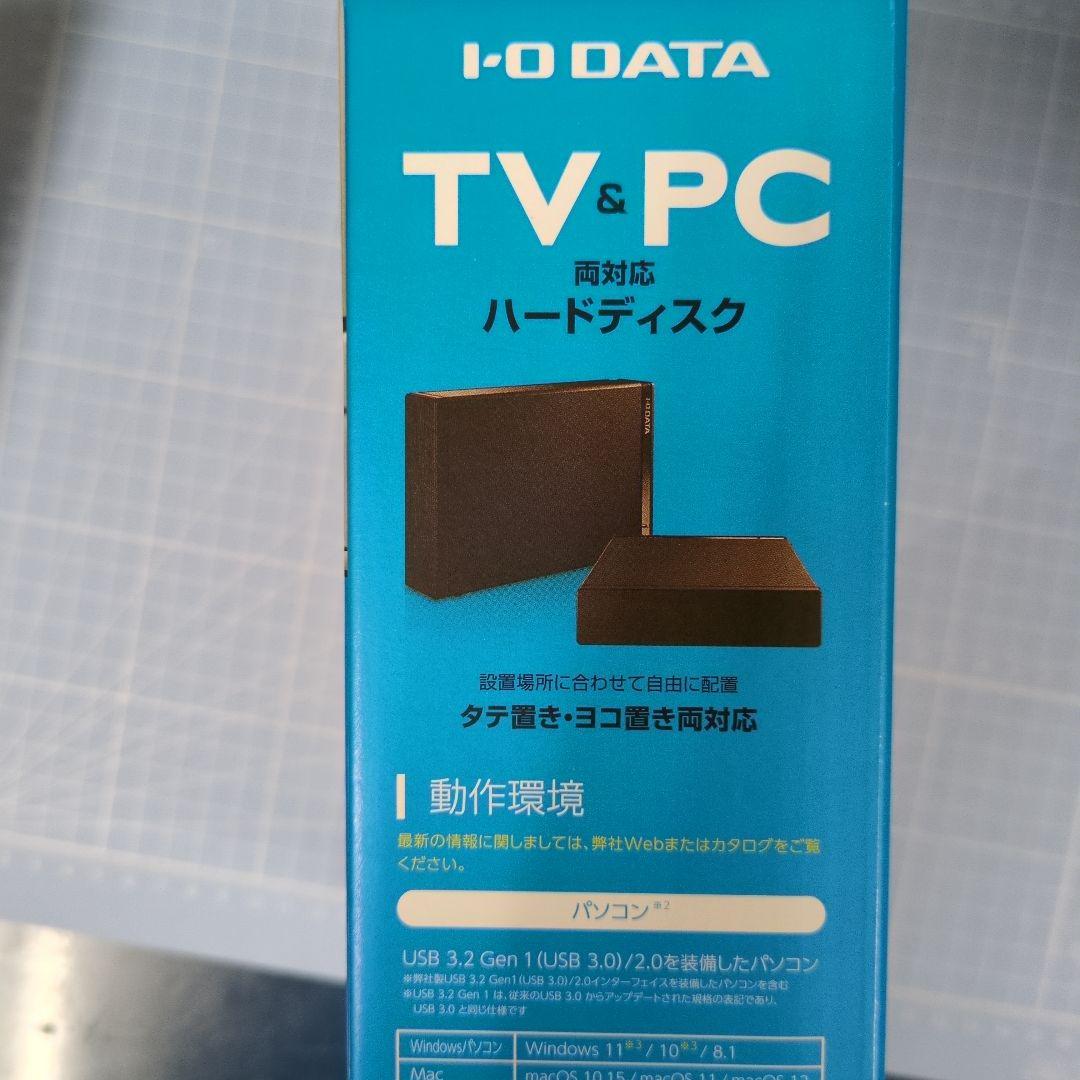 I-O DATA
TV & PC
両対応
ハードディスク
I-O DATA
設置場所に合わせて自由に配置
タテ置き・ヨコ置き両対応
動作環境
最新の情報に関しましては、弊社Webまたはカタログをご覧
ください。
パソコン※2
USB 3.2 Gen 1(USB 3.0)/2.0を装備したパソコン
※弊社製USB 3.2 Gen1(USB 3.0)/2.0インターフェイスを装備したパソコンを含む
※USB 3.2 Gen 1 は、従来のUSB 3.0 からアップデートされた規格の表記であり、
USB 3.0 と同じ仕様です
Windowsパソコン Windows 11※3 / 10※3 / 8.1
Mac macOS 10.15 / macOS 11 / macOS 12